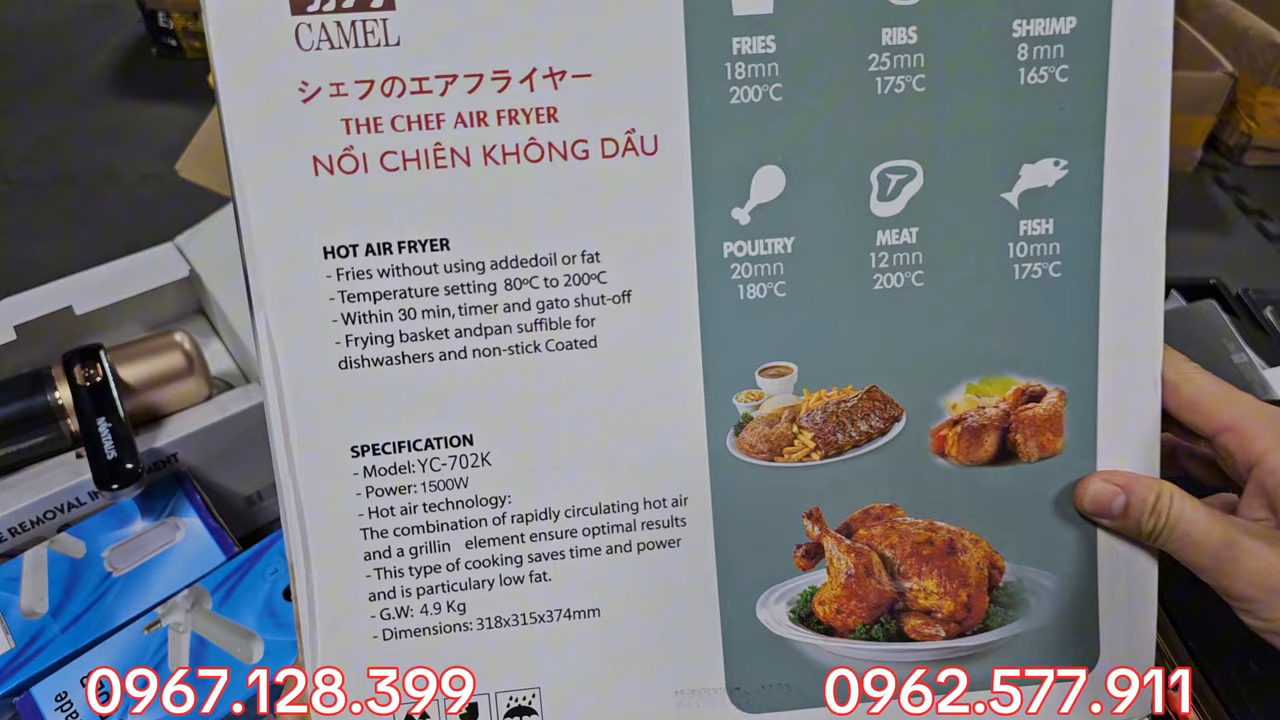 CAMEL
シェフのエアフライヤー
THE CHEF AIR FRYER
NỒI CHIÊN KHÔNG DẦU
HOT AIR FRYER
- Fries without using addedoil or fat
- Temperature setting 80ºC to 200ºC
- Within 30 min, timer and gato shut-off
- Frying basket andpan suffible for
dishwashers and non-stick Coated
SPECIFICATION
- Model: YC-702K
- Power: 1500W
- Hot air technology:
The combination of rapidly circulating hot air
and a grillin element ensure optimal results
- This type of cooking saves time and power
and is particulary low fat.
- G.W: 4.9 Kg
- Dimensions: 318x315x374mm
FRIES
18mn
200°C
RIBS
25mn
175°C
SHRIMP
8mn
165°C
POULTRY
20mn
180°C
MEAT
12mn
200°C
FISH
10mn
175°C
NANTAUS
E REMOVAL IN
MENT
ade
0967.128.399
0962.577.911